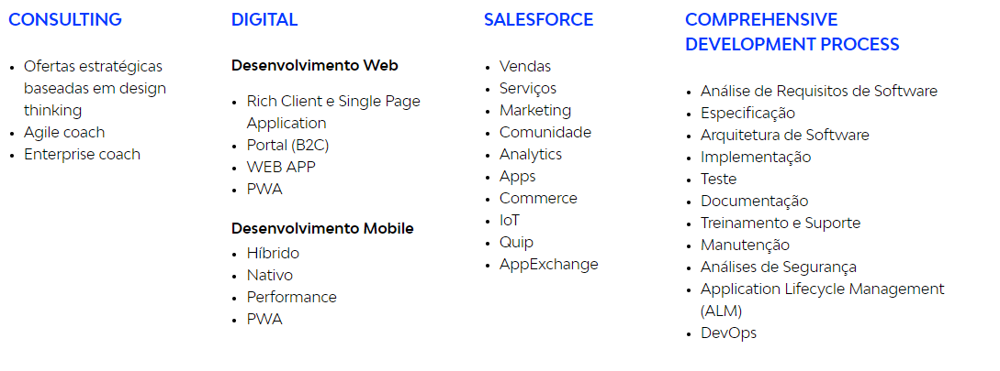 CONSULTING
• Ofertas estratégicas
baseadas em design
thinking
• Agile coach
• Enterprise coach
DIGITAL
Desenvolvimento Web
• Rich Client e Single Page
Application
• Portal (B2C)
• WEB APP
• PWA
Desenvolvimento Mobile
• Híbrido
• Nativo
• Performance
• PWA
SALESFORCE
• Vendas
• Serviços
• Marketing
• Comunidade
• Analytics
• Apps
• Commerce
• IoT
• Quip
• AppExchange
COMPREHENSIVE
DEVELOPMENT PROCESS
• Análise de Requisitos de Software
• Especificação
• Arquitetura de Software
• Implementação
• Teste
• Documentação
• Treinamento e Suporte
• Manutenção
• Análises de Segurança
• Application Lifecycle Management
(ALM)
• DevOps